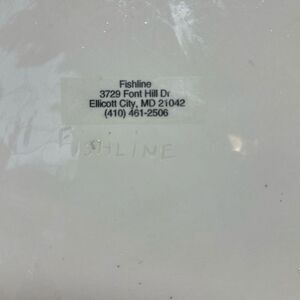 Fishline
3729 Font Hill Dr
Ellicott City, MD 21042
(410) 461-2506
FISHLINE